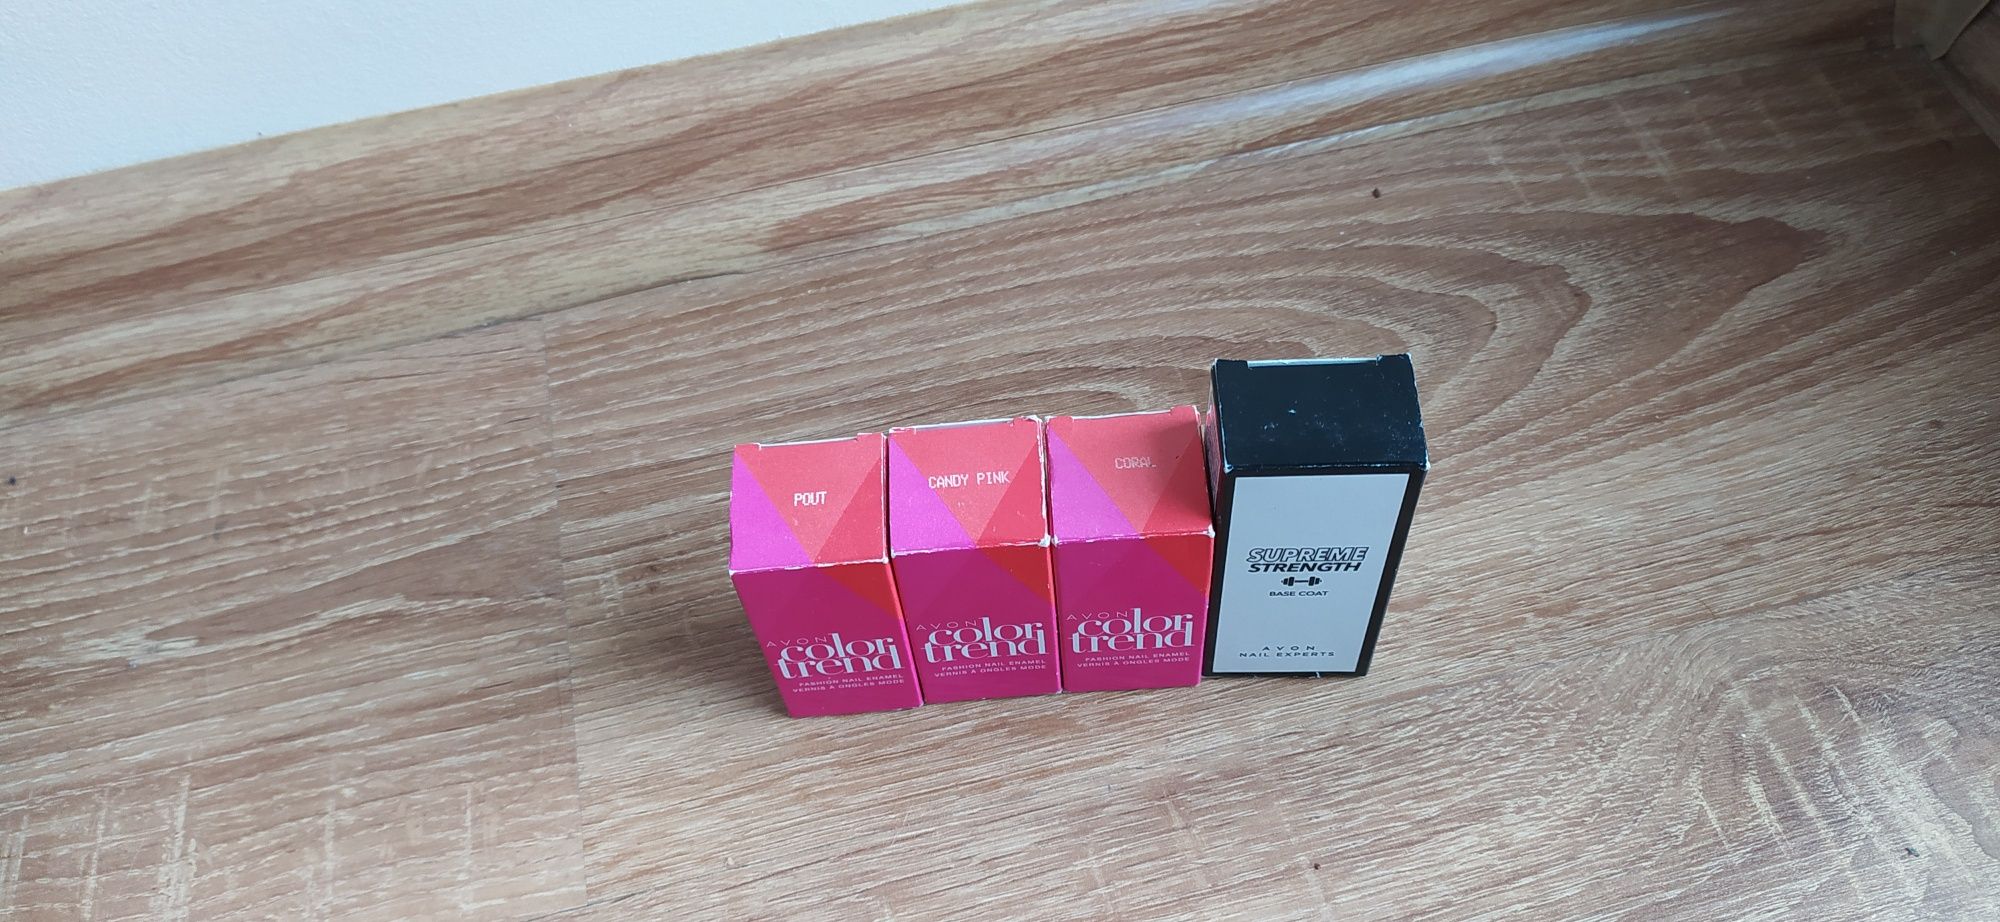 POUT
AVON
color
trend
FASHION NAIL ENAMEL
VERNIS À ONGLES MODE
CANDY PINK
AVON
color
trend
FASHION NAIL ENAMEL
VERNIS À ONGLES MODE
CORAL
AVON
color
trend
FASHION NAIL ENAMEL
VERNIS À ONGLES MODE
SUPREME
STRENGTH
BASE COAT
AVON
NAIL EXPERTS